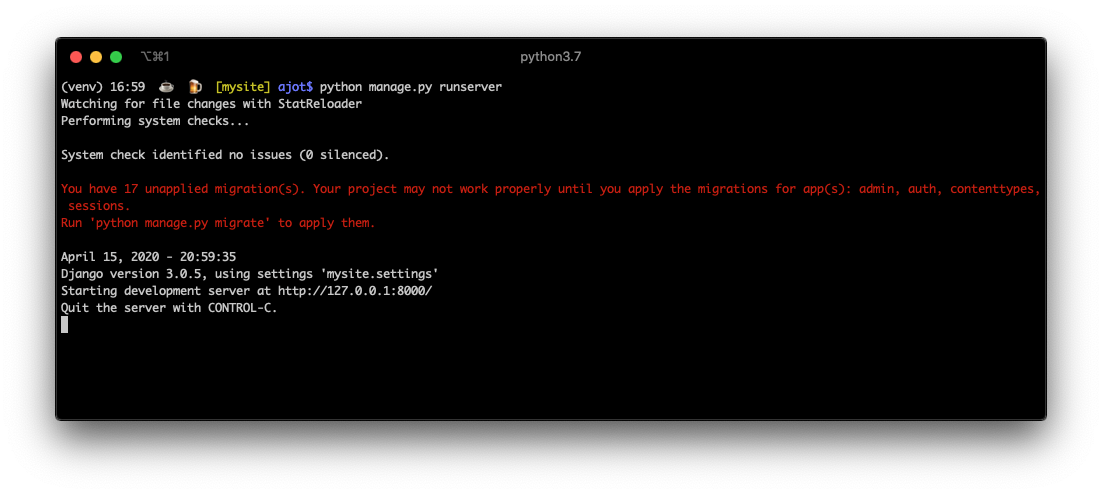 ⌥⌘1
python3.7
(venv) 16:59 ☕ 🍺 [mysite] ajot$ python manage.py runserver
Watching for file changes with StatReloader
Performing system checks...
System check identified no issues (0 silenced).
You have 17 unapplied migration(s). Your project may not work properly until you apply the migrations for app(s): admin, auth, contenttypes,
sessions.
Run 'python manage.py migrate' to apply them.
April 15, 2020 - 20:59:35
Django version 3.0.5, using settings 'mysite.settings'
Starting development server at http://127.0.0.1:8000/
Quit the server with CONTROL-C.